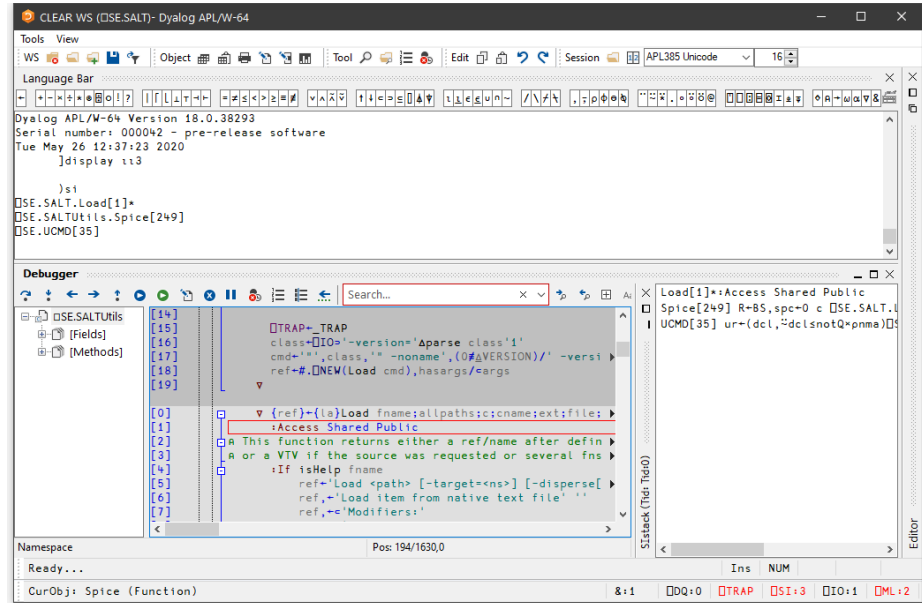 CLEAR WS (⎕SE.SALT)- Dyalog APL/W-64
Tools View
WS Object Tool Edit Session APL385 Unicode 16
Language Bar
Dyalog APL/W-64 Version 18.0.38293
Serial number: 000042 - pre-release software
Tue May 26 12:37:23 2020
]display ⍳⍳3
)si
⎕SE.SALT.Load[1]*
⎕SE.SALTUtils.Spice[249]
⎕SE.UCMD[35]
Debugger
Search...
⎕SE.SALTUtils
[Fields]
[Methods]
[14]
[15] ⎕TRAP←_TRAP
[16] class←⎕IO⊃'-version='∆parse class'1'
[17] cmd←'"',class,'" -noname',(0≢⍙VERSION)/' -versi
[18] ref←#.⎕NEW(Load cmd),hasargs/⊂args
[19] ∇
[0] ∇ {ref}←{la}Load fname;allpaths;c;cname;ext;file;
[1] :Access Shared Public
[2] ⍝ This function returns either a ref/name after defin
[3] ⍝ or a VTV if the source was requested or several fns
[4] :If isHelp fname
[5] ref←'Load <path> [-target=<ns>] [-disperse[
[6] ref,←'Load item from native text file' ''
[7] ref,←⊂'Modifiers:'
Load[1]*:Access Shared Public
Spice[249] R←BS,spc←0 c ⎕SE.SALT.L
UCMD[35] ur←(dcl,⍨dclsnotQ×pnma)⎕S
SIstack (Tid: Tid:0)
Editor
Namespace
Pos: 194/1630,0
Ready...
Ins NUM
CurObj: Spice (Function)
&:1 ⎕DQ:0 ⎕TRAP ⎕SI:3 ⎕IO:1 ⎕ML:2